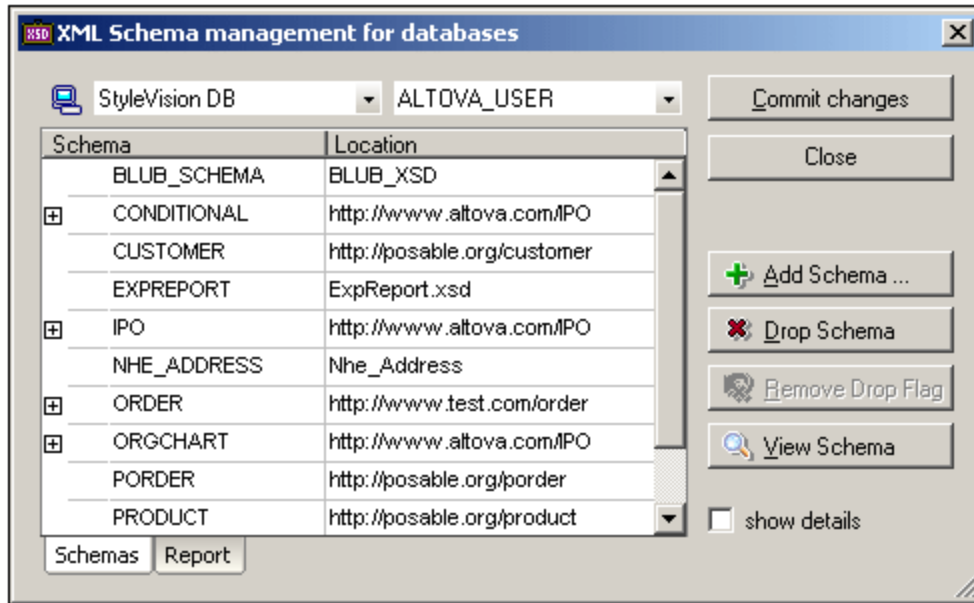 XSD XML Schema management for databases
StyleVision DB ALTOVA_USER Commit changes
Schema Location Close
BLUB_SCHEMA BLUB_XSD
CONDITIONAL http://www.altova.com/IPO
CUSTOMER http://posable.org/customer
EXPREPORT ExpReport.xsd
IPO http://www.altova.com/IPO
NHE_ADDRESS Nhe_Address
ORDER http://www.test.com/order
ORGCHART http://www.altova.com/IPO
PORDER http://posable.org/porder
PRODUCT http://posable.org/product
Add Schema ...
Drop Schema
Remove Drop Flag
View Schema
show details
Schemas Report